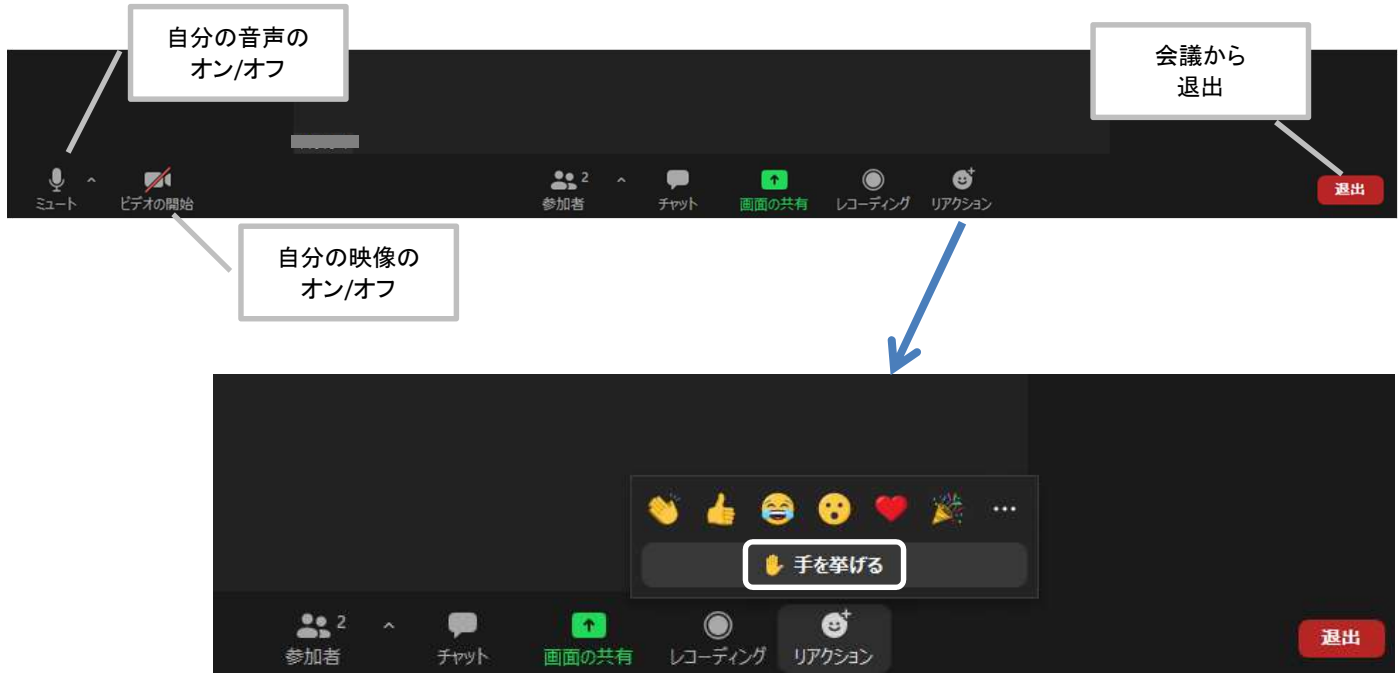 自分の音声の
オン/オフ
会議から
退出
ミュート
ビデオの開始
2
参加者
チャット
画面の共有
レコーディング
リアクション
退出
自分の映像の
オン/オフ
手を挙げる
2
参加者
チャット
画面の共有
レコーディング
リアクション
退出